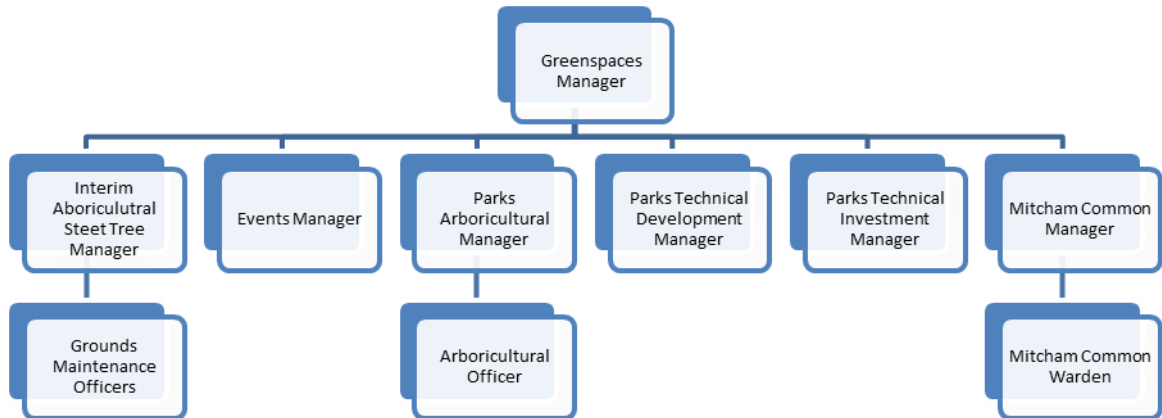 Greenspaces
Manager
Interim
Aboriculutral
Steet Tree
Manager
Events Manager
Parks
Arboricultural
Manager
Parks Technical
Development
Manager
Parks Technical
Investment
Manager
Mitcham Common
Manager
Grounds
Maintenance
Officers
Arboricultural
Officer
Mitcham Common
Warden